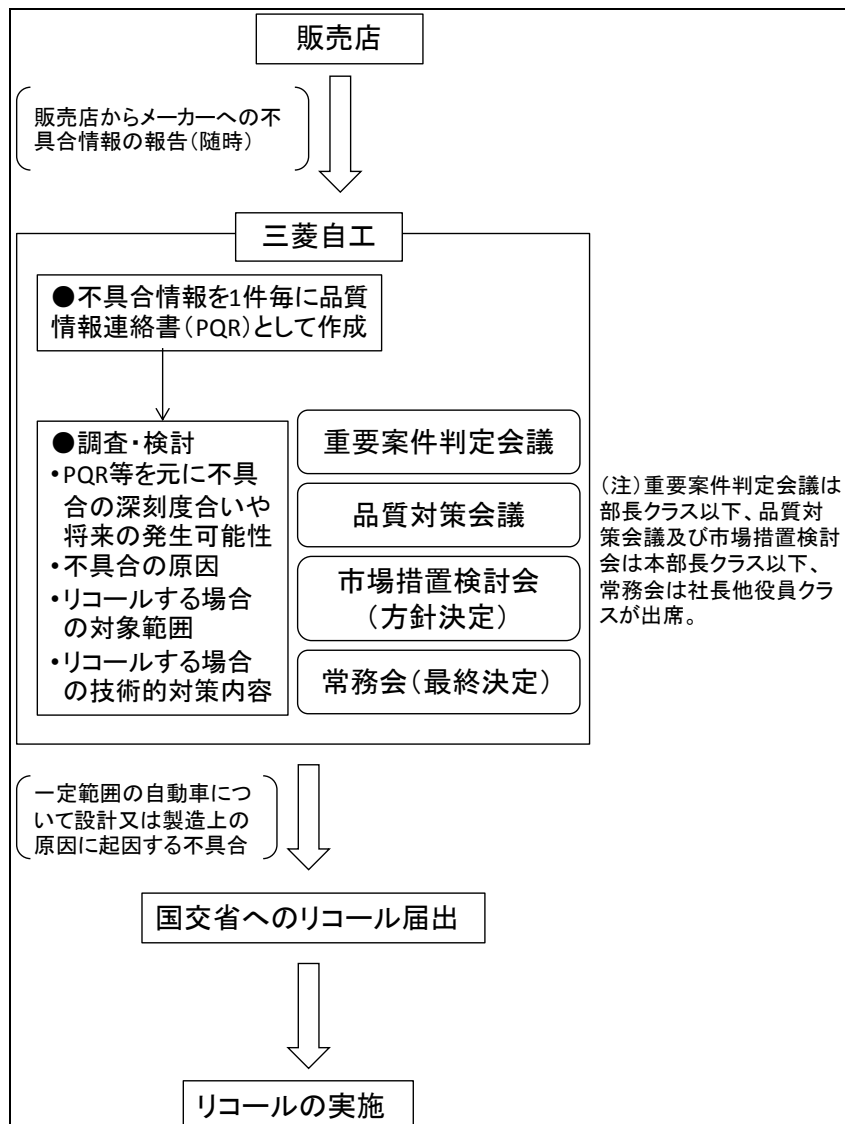 販売店
販売店からメーカーへの不
具合情報の報告(随時)
三菱自工
●不具合情報を1件毎に品質
情報連絡書(PQR)として作成
●調査・検討
・PQR等を元に不具
合の深刻度合いや
将来の発生可能性
・不具合の原因
・リコールする場合
の対象範囲
・リコールする場合
の技術的対策内容
重要案件判定会議
品質対策会議
市場措置検討会
(方針決定)
常務会(最終決定)
(注)重要案件判定会議は
部長クラス以下、品質対
策会議及び市場措置検討
会は本部長クラス以下、
常務会は社長他役員クラ
スが出席。
一定範囲の自動車につ
いて設計又は製造上の
原因に起因する不具合
国交省へのリコール届出
リコールの実施